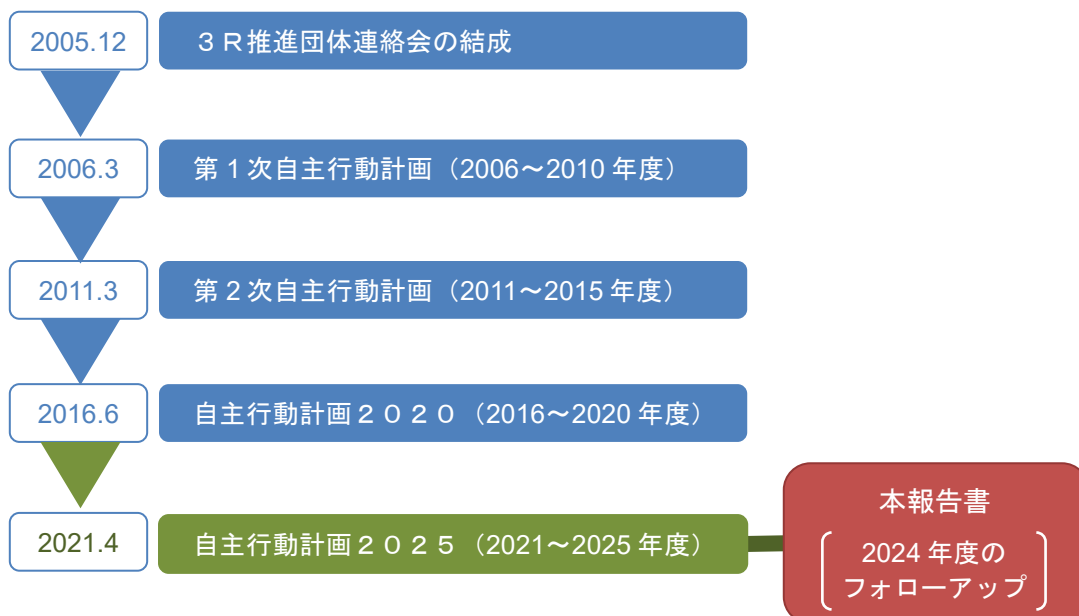 2005.12
３Ｒ推進団体連絡会の結成
2006.3
第１次自主行動計画（2006～2010 年度）
2011.3
第２次自主行動計画（2011～2015 年度）
2016.6
自主行動計画２０２０（2016～2020 年度）
2021.4
自主行動計画２０２５（2021～2025 年度）
本報告書
2024 年度の
フォローアップ